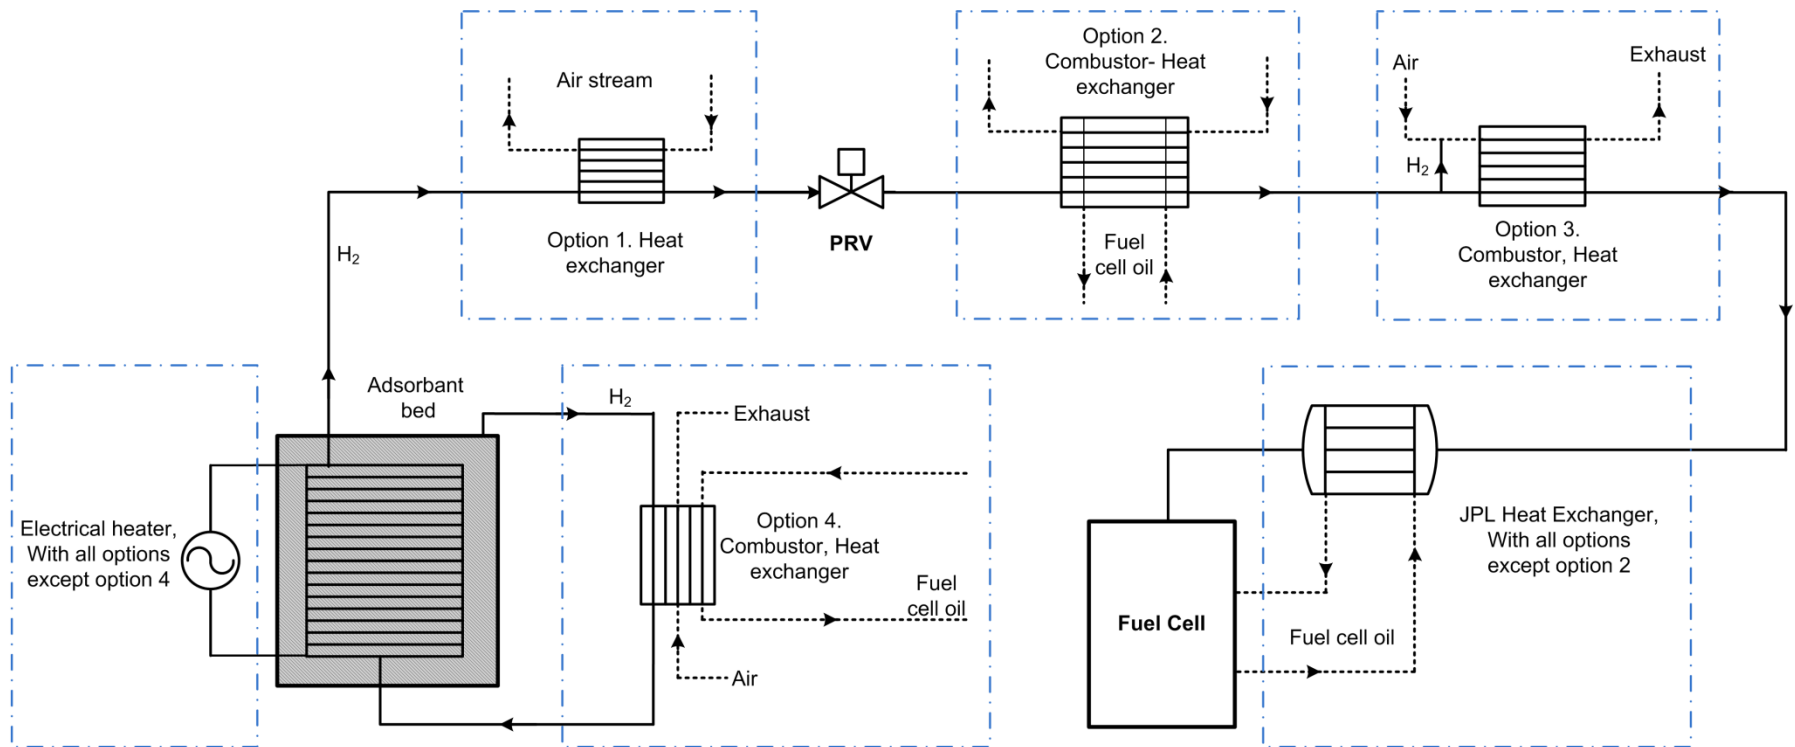 Air stream
Option 1. Heat
exchanger
PRV
Option 2.
Combustor- Heat
exchanger
Fuel
cell oil
Air
Exhaust
H2
Option 3.
Combustor, Heat
exchanger
H2
Adsorbant
bed
Electrical heater,
With all options
except option 4
H2
Exhaust
Option 4.
Combustor, Heat
exchanger
Fuel
cell oil
Air
Fuel Cell
Fuel cell oil
JPL Heat Exchanger,
With all options
except option 2